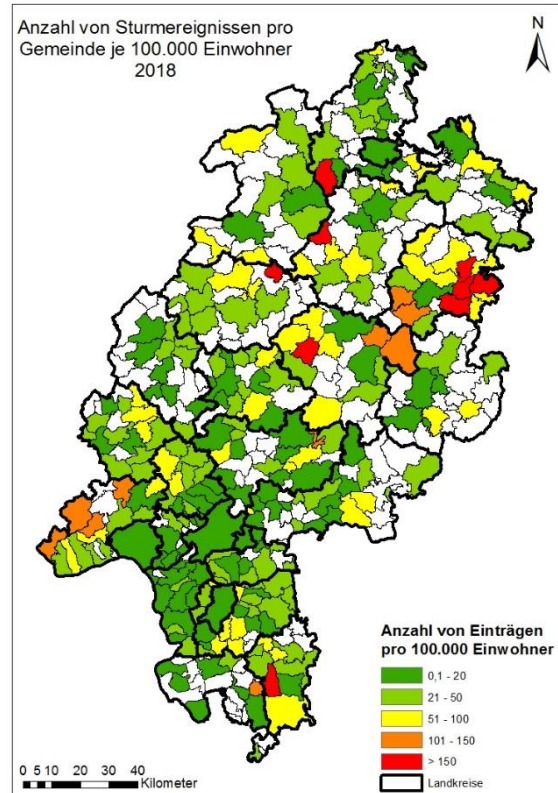 Anzahl von Sturmereignissen pro
Gemeinde je 100.000 Einwohner
2018
N
Anzahl von Einträgen
pro 100.000 Einwohner
0,1 - 20
21 - 50
51 - 100
101 - 150
> 150
Landkreise
0 5 10 20 30 40
Kilometer